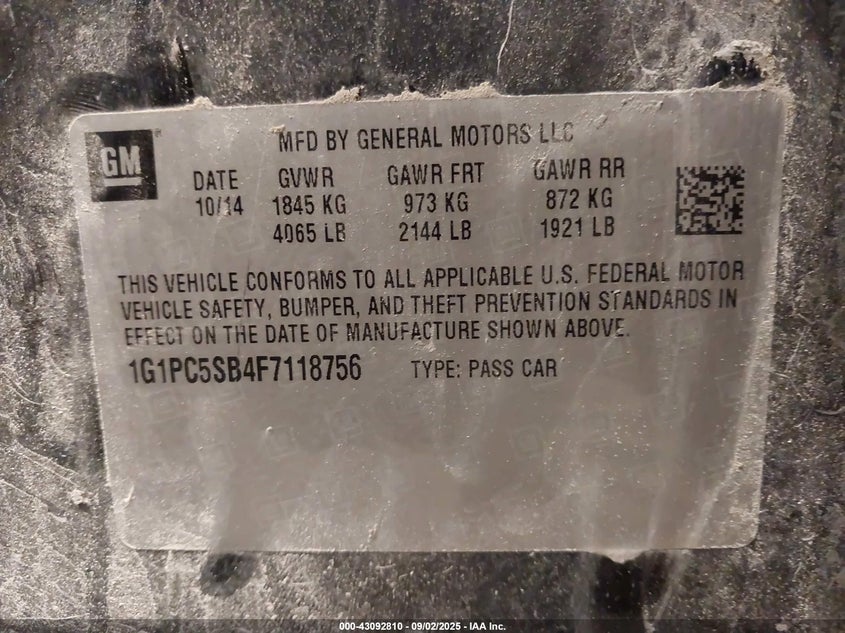 MFD BY GENERAL MOTORS LLC
GM
DATE GVWR GAWR FRT GAWR RR
10/14 1845 KG 973 KG 872 KG
4065 LB 2144 LB 1921 LB
THIS VEHICLE CONFORMS TO ALL APPLICABLE U.S. FEDERAL MOTOR
VEHICLE SAFETY, BUMPER, AND THEFT PREVENTION STANDARDS IN
EFFECT ON THE DATE OF MANUFACTURE SHOWN ABOVE.
1G1PC5SB4F7118756 TYPE: PASS CAR
000-43092810 - 09/02/2025 - IAA Inc.